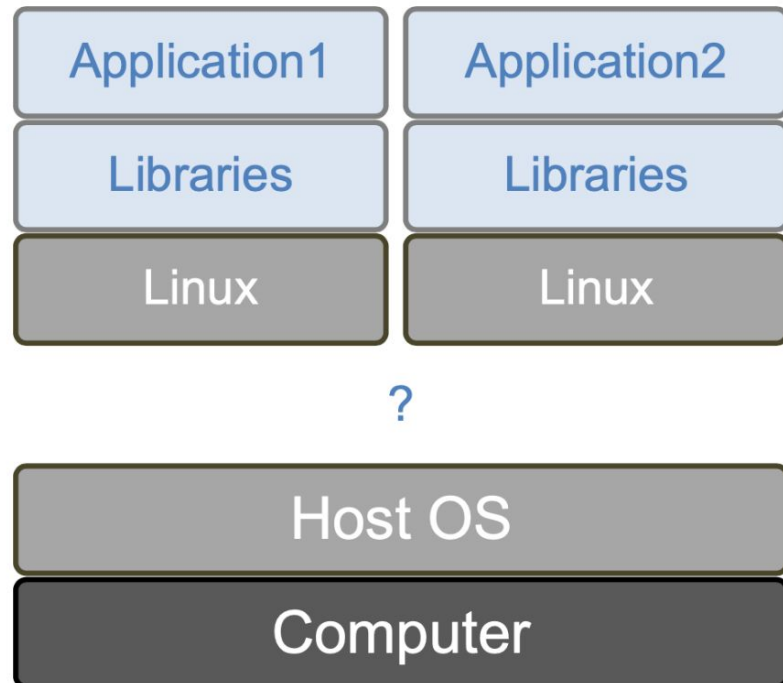 Application1 Application2
Libraries Libraries
Linux Linux
?
Host OS
Computer